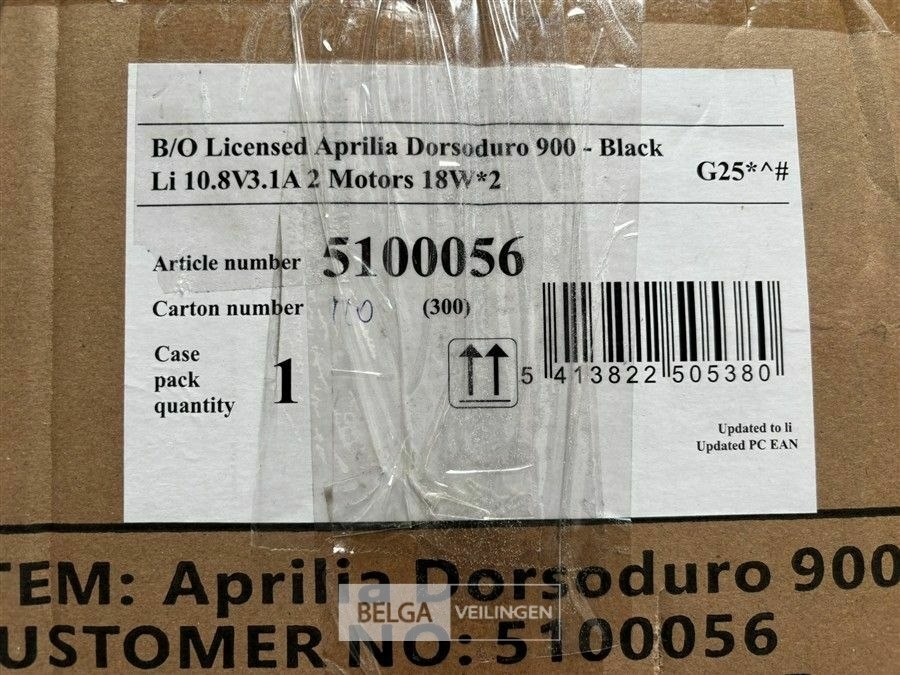 B/O Licensed Aprilia Dorsoduro 900 - Black
Li 10.8V3.1A 2 Motors 18W*2
G25*^#
Article number 5100056
Carton number 110 (300)
Case
pack
quantity
1
5 413822 505380
Updated to li
Updated PC EAN
TEM: Aprilia Dorsoduro 900
USTOMER NO: 5100056
BELGA VEILINGEN